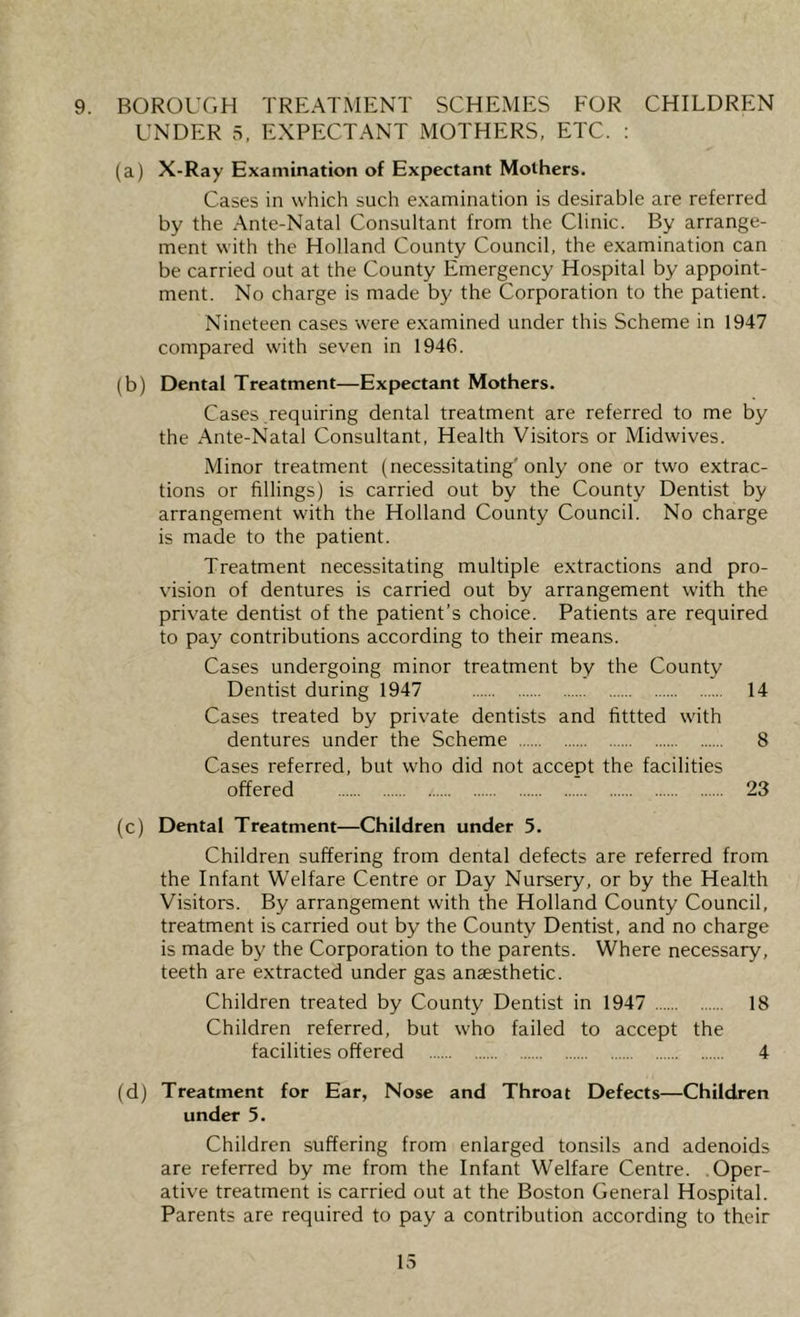 9. BOROUGH TREATMENT SCHEMES FOR CHILDREN
UNDER 5, EXPECTANT MOTHERS, ETC. :
(a) X-Ray Examination of Expectant Mothers.
Cases in which such examination is desirable are referred
by the Ante-Natal Consultant from the Clinic. By arrange-
ment with the Holland County Council, the examination can
be carried out at the County Emergency Hospital by appoint-
ment. No charge is made by the Corporation to the patient.
Nineteen cases were examined under this Scheme in 1947
compared with seven in 1946.
(b) Dental Treatment—Expectant Mothers.
Cases requiring dental treatment are referred to me by
the Ante-Natal Consultant, Health Visitors or Midwives.
Minor treatment (necessitating only one or two extrac-
tions or fillings) is carried out by the County Dentist by
arrangement with the Holland County Council. No charge
is made to the patient.
Treatment necessitating multiple extractions and pro-
vision of dentures is carried out by arrangement with the
private dentist of the patient's choice. Patients are required
to pay contributions according to their means.
Cases undergoing minor treatment by the County
Dentist during 1947 ...... ...... ...... ...... ...... ...... 14
Cases treated by private dentists and fittted with
dentures under the Scheme ...... ...... ...... ...... ...... 8
Cases referred, but who did not accept the facilities
offered ...... ...... ...... ...... ...... ...... ...... ...... ...... 23
(c) Dental Treatment—Children under 5.
Children suffering from dental defects are referred from
the Infant Welfare Centre or Day Nursery, or by the Health
Visitors. By arrangement with the Holland County Council,
treatment is carried out by the County Dentist, and no charge
is made by the Corporation to the parents. Where necessary,
teeth are extracted under gas anæsthetic.
Children treated by County Dentist in 1947 ...... ...... 18
Children referred, but who failed to accept the
facilities offered ...... ...... ...... ...... ...... ...... ...... 4
(d) Treatment for Ear, Nose and Throat Defects—Children
under 5.
Children suffering from enlarged tonsils and adenoids
are referred by me from the Infant Welfare Centre. Oper-
ative treatment is carried out at the Boston General Hospital.
Parents are required to pay a contribution according to their
15